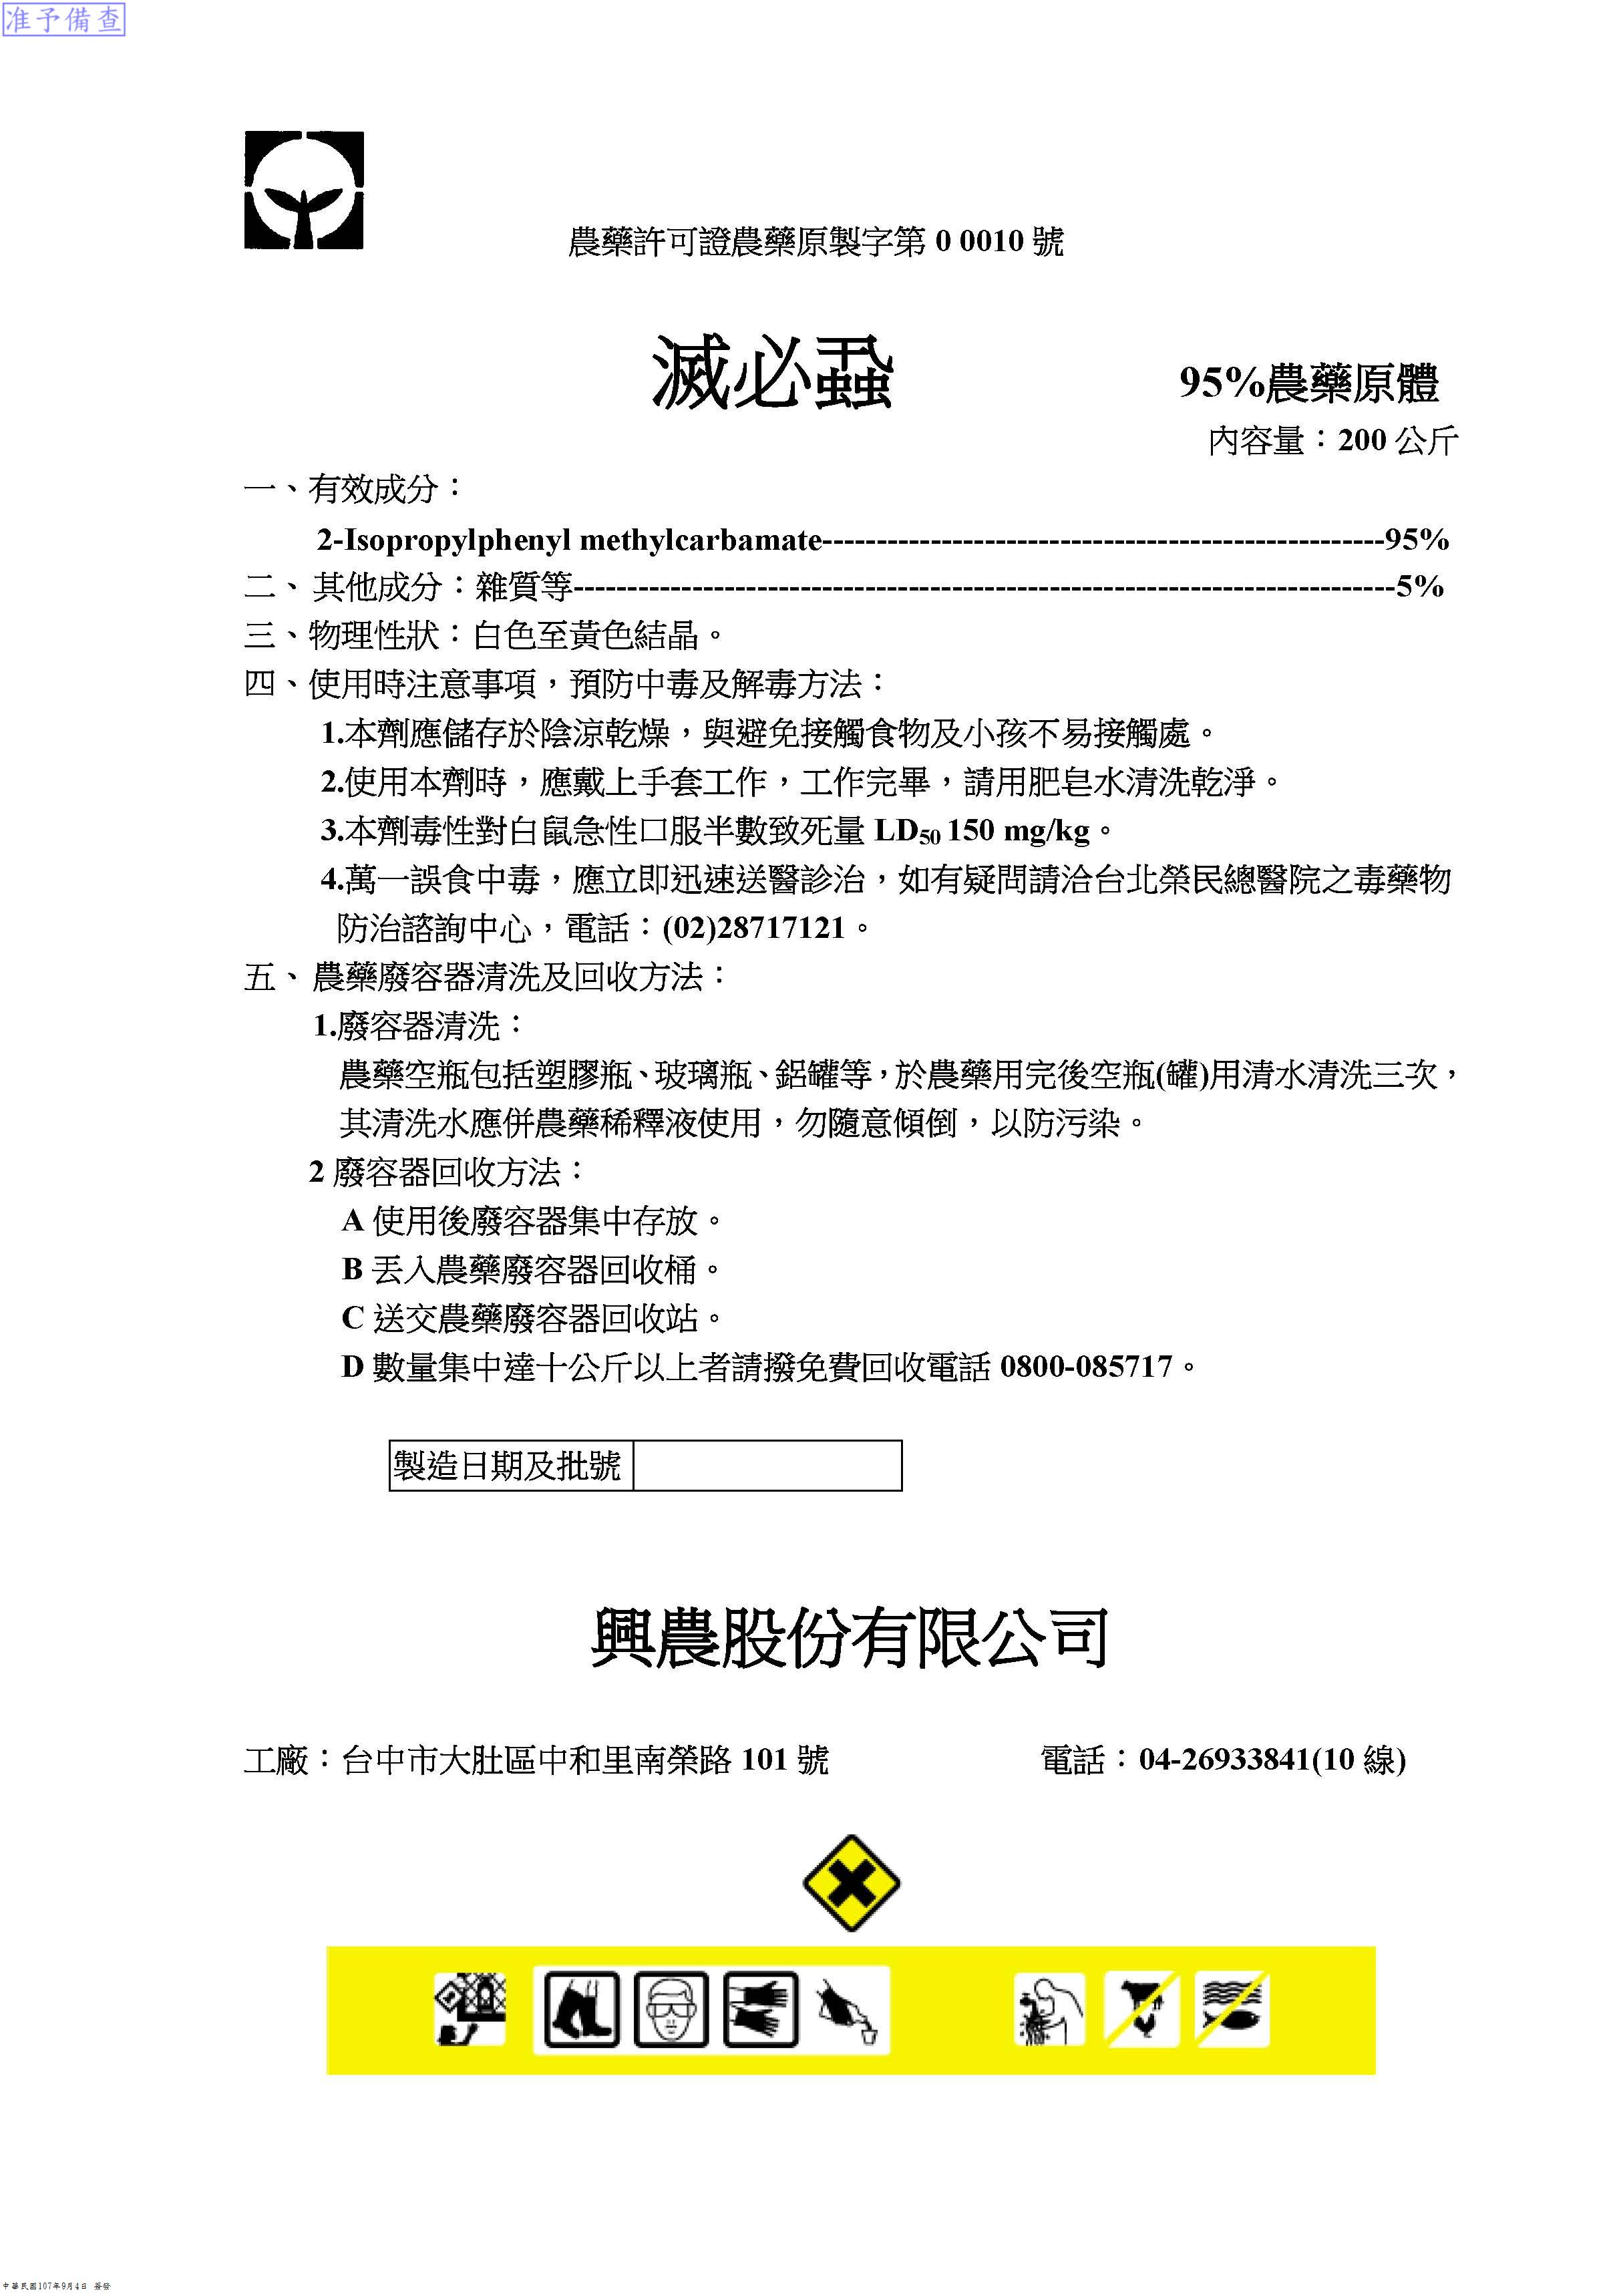 准予備查
農藥許可證農藥原製字第 0 0010 號
滅必蝨
95%農藥原體
內容量：200 公斤
一、有效成分：
2-Isopropylphenyl methylcarbamate----------------------------------------------------95%
二、其他成分：雜質等----------------------------------------------------------------------------5%
三、物理性狀：白色至黃色結晶。
四、使用時注意事項，預防中毒及解毒方法：
1.本劑應儲存於陰涼乾燥，與避免接觸食物及小孩不易接觸處。
2.使用本劑時，應戴上手套工作，工作完畢，請用肥皂水清洗乾淨。
3.本劑毒性對白鼠急性口服半數致死量 LD₅₀ 150 mg/kg。
4.萬一誤食中毒，應立即迅速送醫診治，如有疑問請洽台北榮民總醫院之毒藥物
防治諮詢中心，電話：(02)28717121。
五、農藥廢容器清洗及回收方法：
1.廢容器清洗：
農藥空瓶包括塑膠瓶、玻璃瓶、鋁罐等，於農藥用完後空瓶(罐)用清水清洗三次，
其清洗水應併農藥稀釋液使用，勿隨意傾倒，以防污染。
2 廢容器回收方法：
A 使用後廢容器集中存放。
B 丟入農藥廢容器回收桶。
C 送交農藥廢容器回收站。
D 數量集中達十公斤以上者請撥免費回收電話 0800-085717。
製造日期及批號
興農股份有限公司
工廠：台中市大肚區中和里南榮路 101 號 電話：04-26933841(10 線)
中華民國107年9月4日 簽發